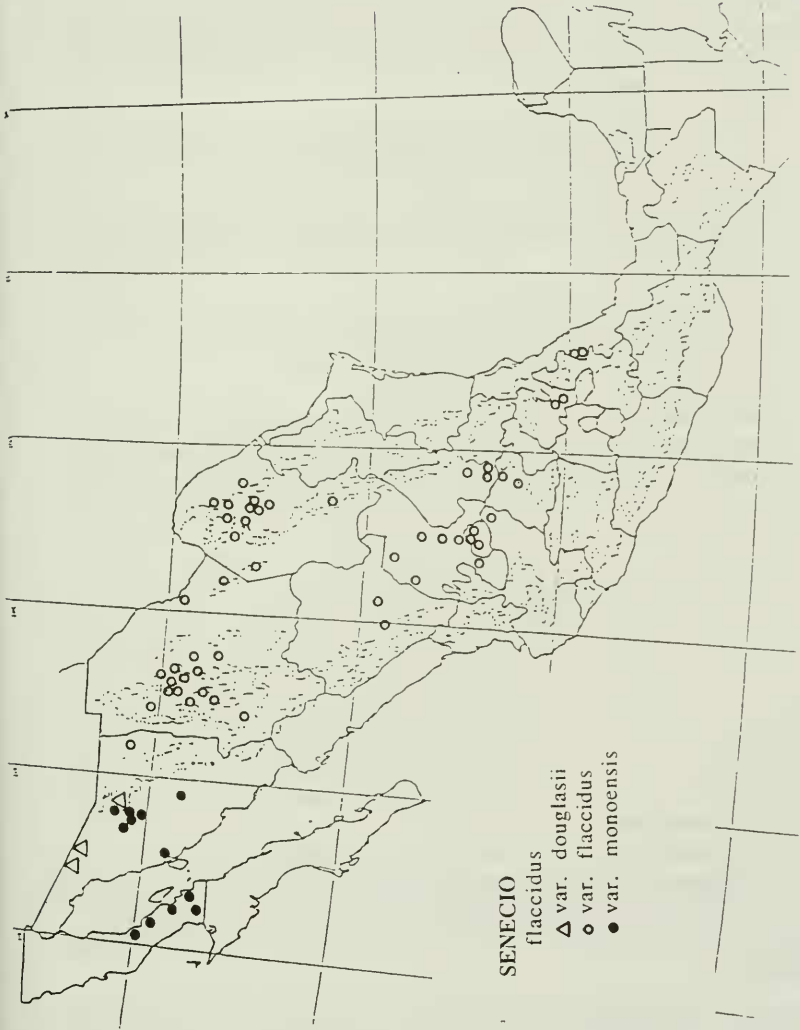 SENECIO
flaccidus
△ var. douglasii
○ var. flaccidus
● var. monoensis